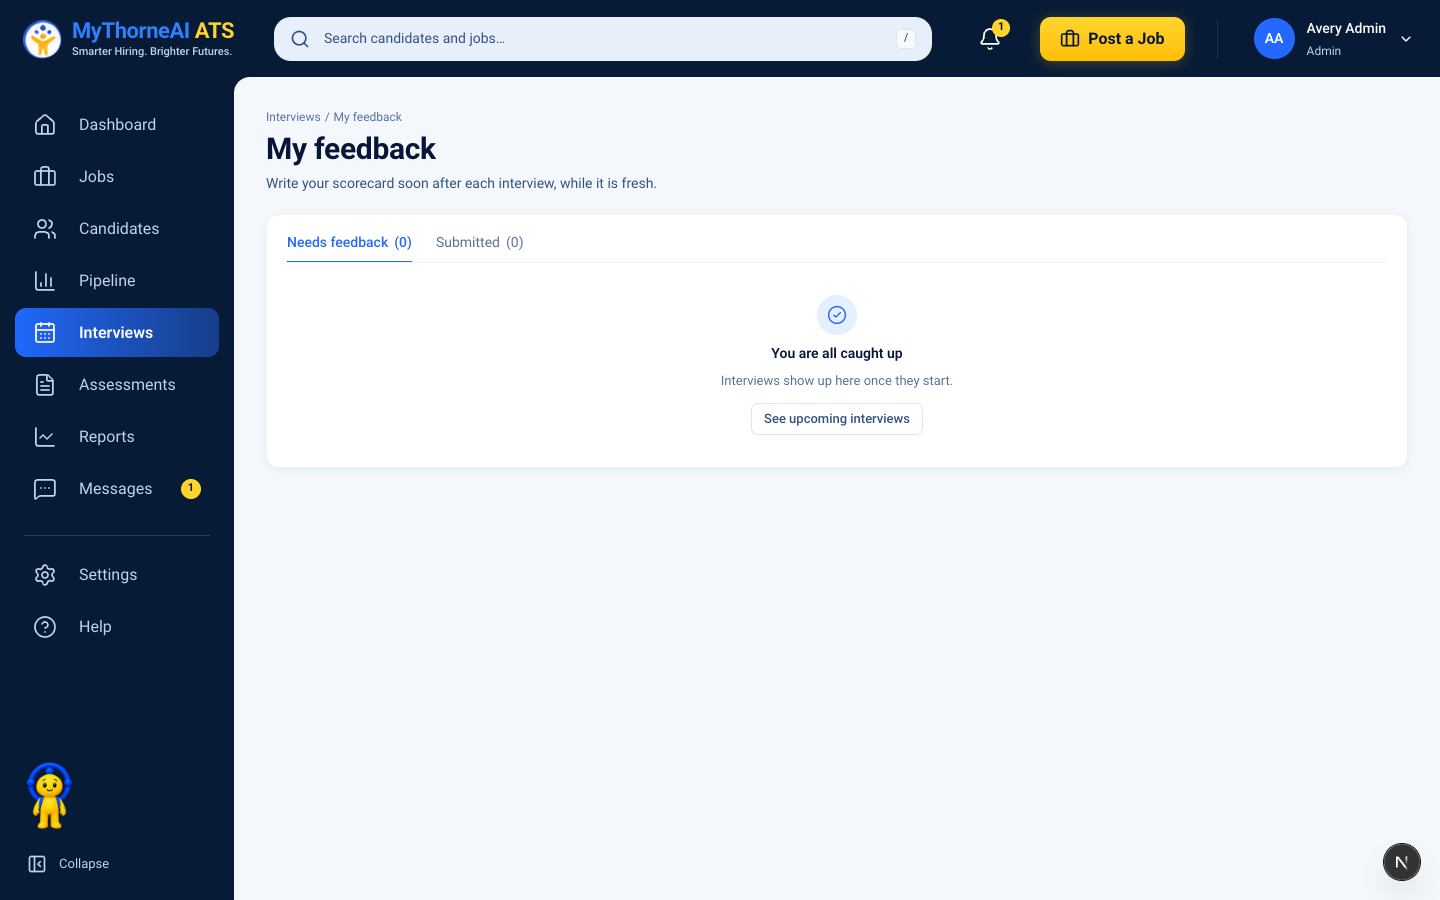 MyThorneAI ATS
Smarter Hiring. Brighter Futures.
Search candidates and jobs...
/
1
Post a Job
AA
Avery Admin
Admin
Dashboard
Jobs
Candidates
Pipeline
Interviews
Assessments
Reports
Messages
1
Settings
Help
Collapse
Interviews / My feedback
My feedback
Write your scorecard soon after each interview, while it is fresh.
Needs feedback (0)
Submitted (0)
You are all caught up
Interviews show up here once they start.
See upcoming interviews
N